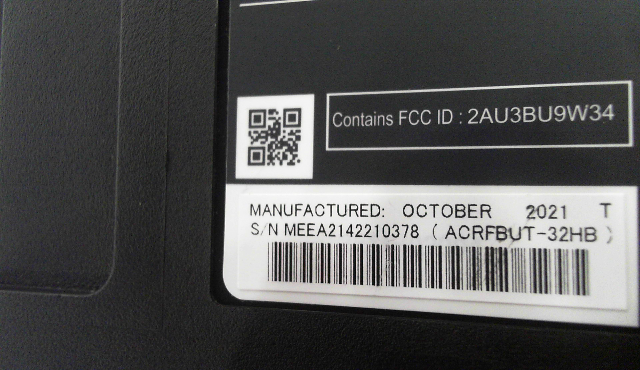 Contains FCC ID : 2AU3BU9W34
MANUFACTURED: OCTOBER 2021 T
S/N MEEA2142210378 ( ACRFBUT-32HB )